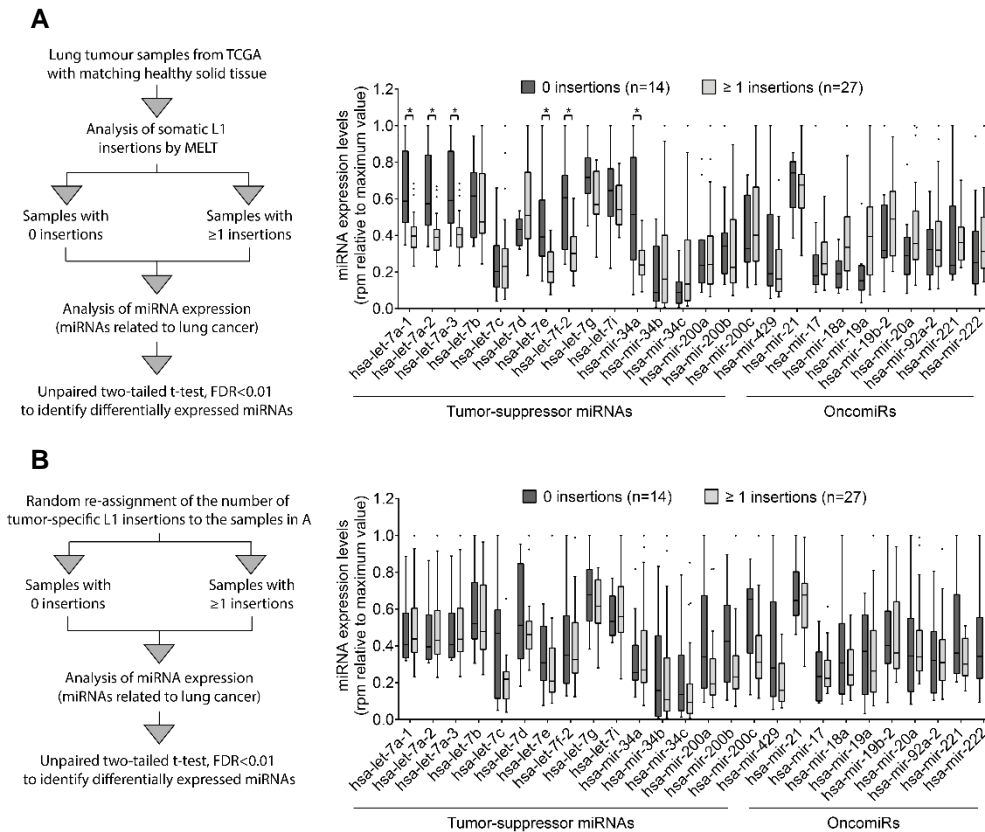 A
Lung tumour samples from TCGA
with matching healthy solid tissue
Analysis of somatic L1
insertions by MELT
Samples with
0 insertions
Samples with
≥1 insertions
Analysis of miRNA expression
(miRNAs related to lung cancer)
Unpaired two-tailed t-test, FDR<0.01
to identify differentially expressed miRNAs
miRNA expression levels
(rpm relative to maximum value)
1.2
1.0
0.8
0.6
0.4
0.2
0.0
0 insertions (n=14)
≥ 1 insertions (n=27)
* * * * * *
hsa-let-7a-1
hsa-let-7a-2
hsa-let-7a-3
hsa-let-7b
hsa-let-7c
hsa-let-7d
hsa-let-7e
hsa-let-7f-2
hsa-let-7g
hsa-let-7i
hsa-mir-34a
hsa-mir-34b
hsa-mir-34c
hsa-mir-200a
hsa-mir-200b
hsa-mir-200c
hsa-mir-429
hsa-mir-21
hsa-mir-17
hsa-mir-18a
hsa-mir-19a
hsa-mir-19b-2
hsa-mir-20a
hsa-mir-92a-2
hsa-mir-221
hsa-mir-222
Tumor-suppressor miRNAs
OncomiRs
B
Random re-assignment of the number of
tumor-specific L1 insertions to the samples in A
Samples with
0 insertions
Samples with
≥1 insertions
Analysis of miRNA expression
(miRNAs related to lung cancer)
Unpaired two-tailed t-test, FDR<0.01
to identify differentially expressed miRNAs
miRNA expression levels
(rpm relative to maximum value)
1.2
1.0
0.8
0.6
0.4
0.2
0.0
0 insertions (n=14)
≥ 1 insertions (n=27)
hsa-let-7a-1
hsa-let-7a-2
hsa-let-7a-3
hsa-let-7b
hsa-let-7c
hsa-let-7d
hsa-let-7e
hsa-let-7f-2
hsa-let-7g
hsa-let-7i
hsa-mir-34a
hsa-mir-34b
hsa-mir-34c
hsa-mir-200a
hsa-mir-200b
hsa-mir-200c
hsa-mir-429
hsa-mir-21
hsa-mir-17
hsa-mir-18a
hsa-mir-19a
hsa-mir-19b-2
hsa-mir-20a
hsa-mir-92a-2
hsa-mir-221
hsa-mir-222
Tumor-suppressor miRNAs
OncomiRs